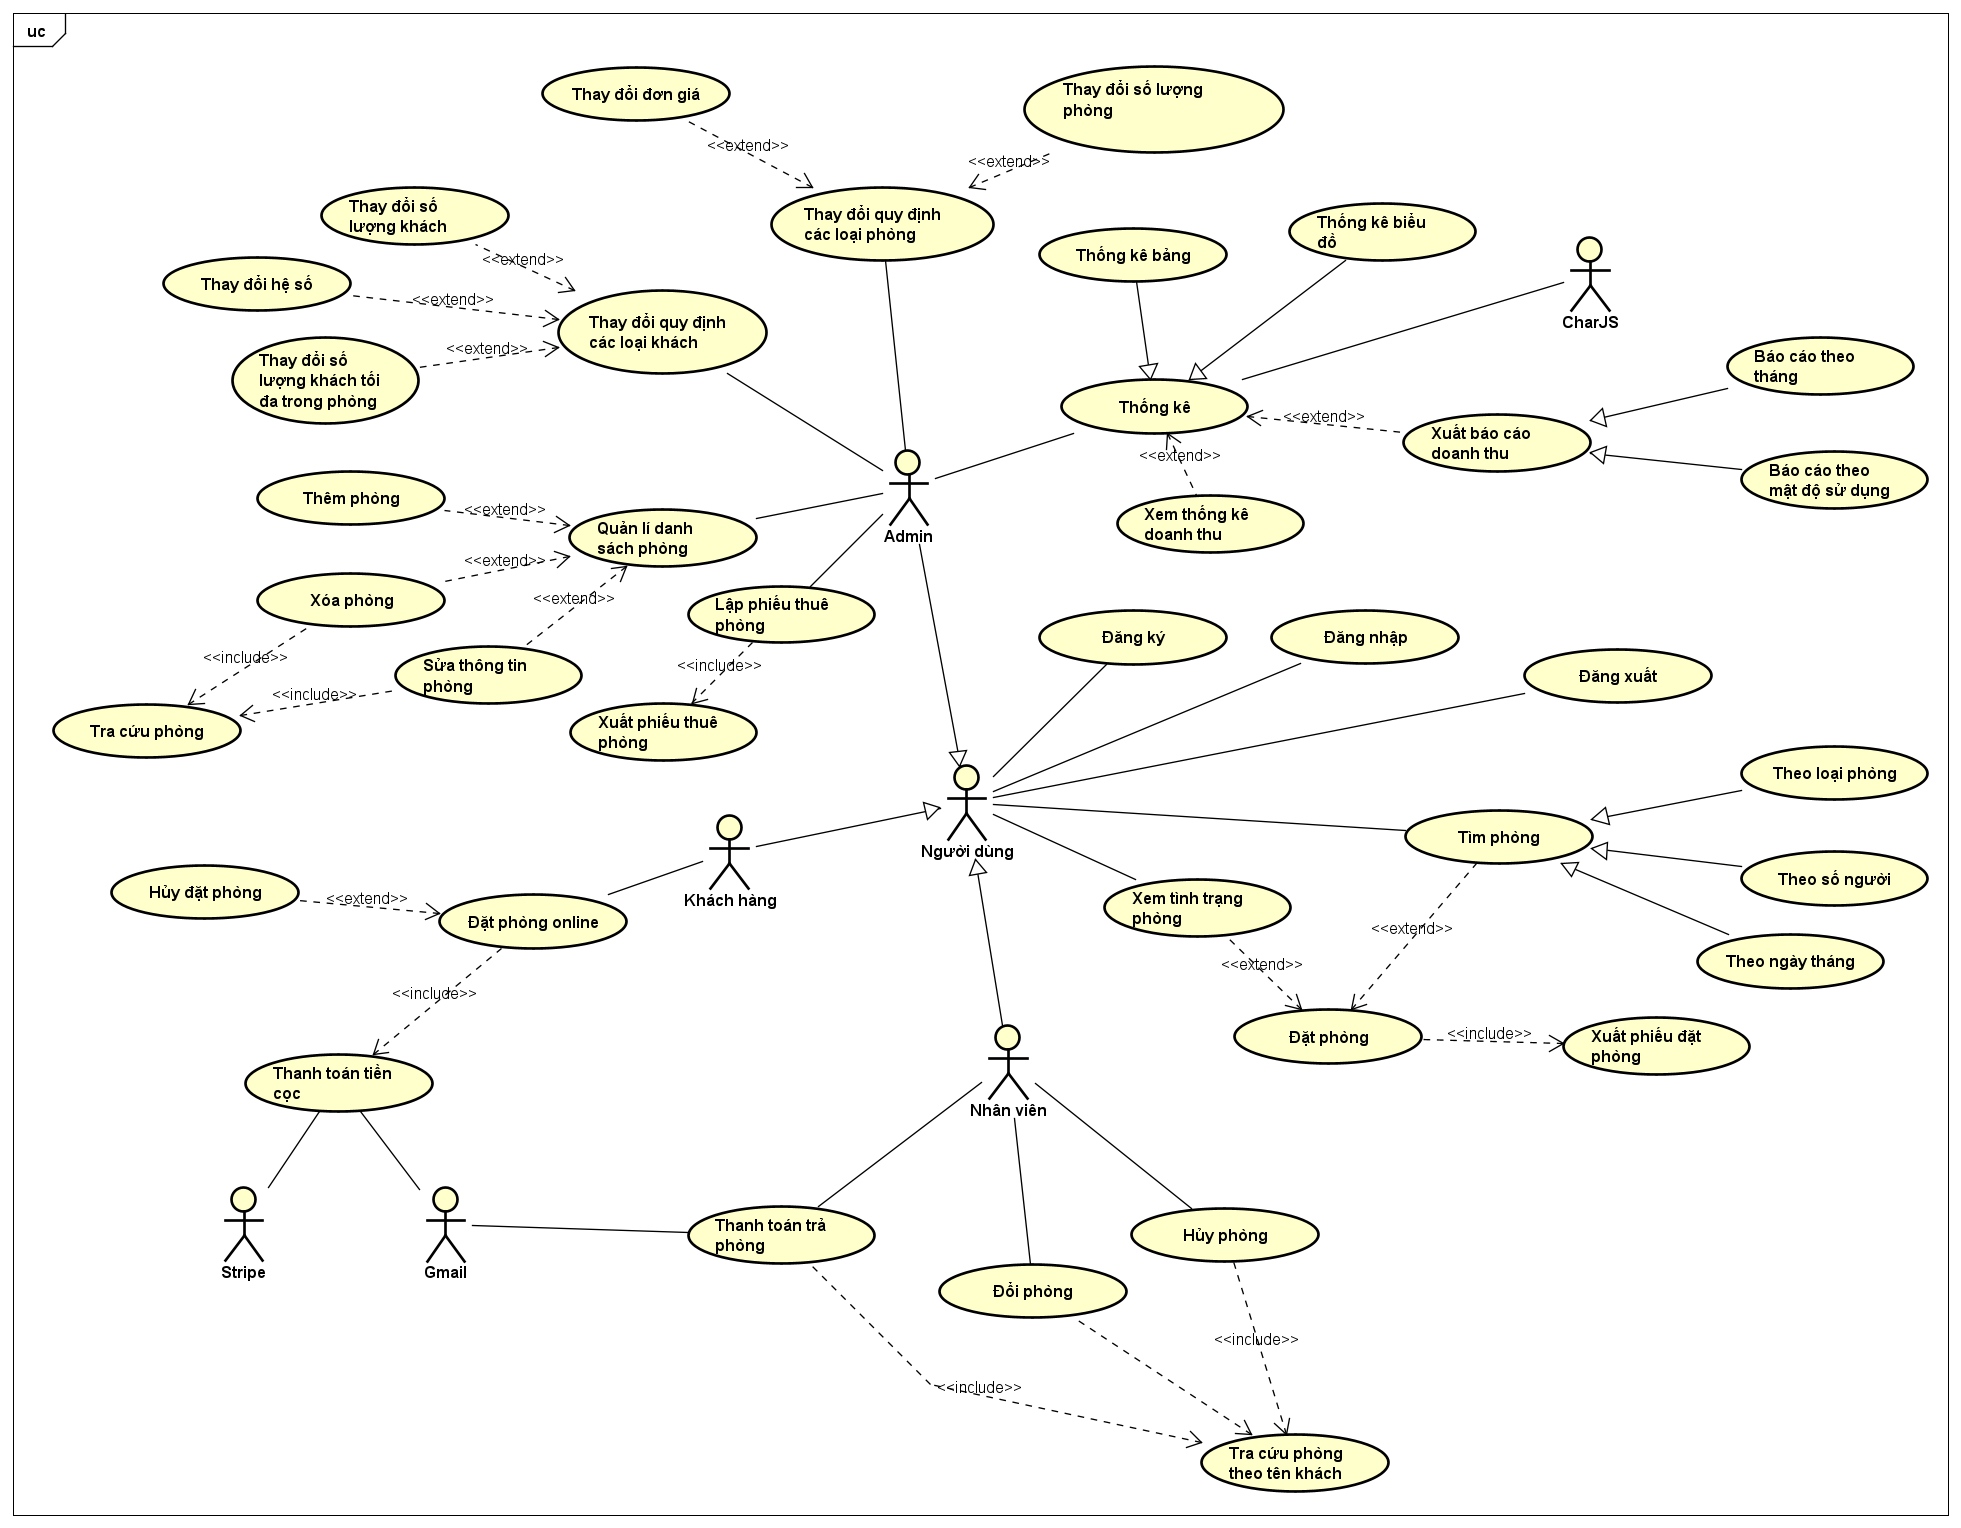 uc
Thay đổi đơn giá
Thay đổi số lượng
phòng
<<extend>>
<<extend>>
Thay đổi số
lượng khách
Thay đổi quy định
các loại phòng
Thống kê biểu
đồ
Thống kê bảng
<<extend>>
Thay đổi hệ số
<<extend>>
Thay đổi quy định
các loại khách
CharJS
Thay đổi số
lượng khách tối
đa trong phòng
<<extend>>
Báo cáo theo
tháng
Thống kê
<<extend>>
Xuất báo cáo
doanh thu
<<extend>>
Báo cáo theo
mật độ sử dụng
Thêm phòng
<<extend>>
Quản lí danh
sách phòng
Admin
Xem thống kê
doanh thu
<<extend>>
Xóa phòng
<<extend>>
Lập phiếu thuê
phòng
Đăng ký
Đăng nhập
<<include>>
Sửa thông tin
phòng
<<include>>
<<include>>
Đăng xuất
Tra cứu phòng
Xuất phiếu thuê
phòng
Theo loại phòng
Tìm phòng
Người dùng
Theo số người
Hủy đặt phòng
<<extend>>
Khách hàng
Đặt phòng online
Xem tình trạng
phòng
<<extend>>
<<extend>>
Theo ngày tháng
<<include>>
Đặt phòng
<<include>>
Xuất phiếu đặt
phòng
Thanh toán tiền
cọc
Nhân viên
Thanh toán trả
phòng
Hủy phòng
Stripe
Gmail
Đổi phòng
<<include>>
<<include>>
Tra cứu phòng
theo tên khách